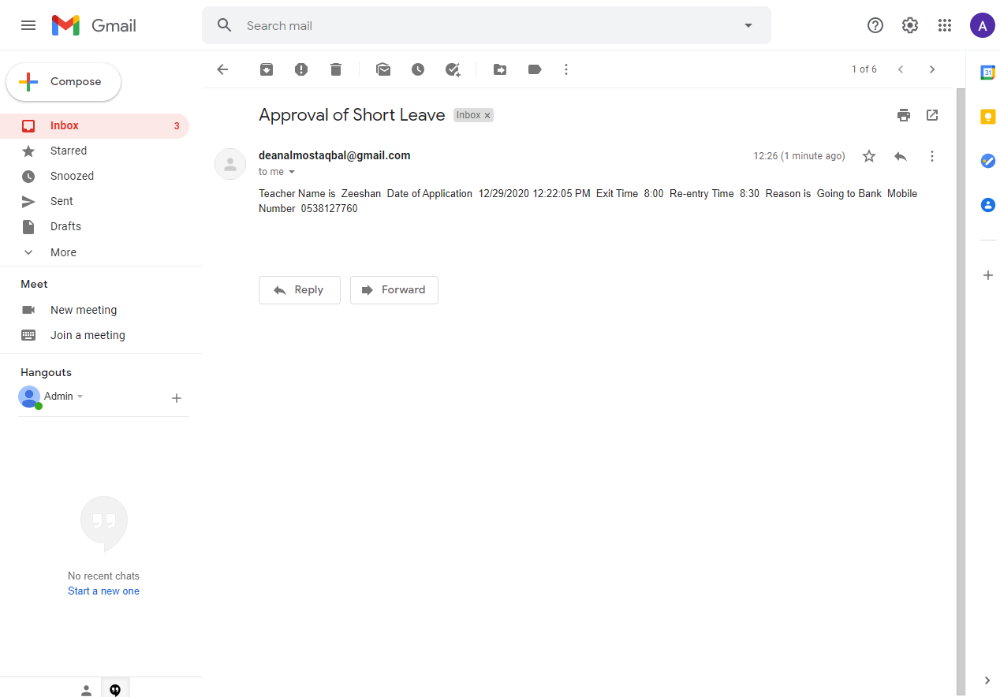 Gmail
Search mail
A
Compose
1 of 6
31
Approval of Short Leave Inbox x
Inbox 3
Starred
Snoozed
Sent
Drafts
More
deanalmostaqbal@gmail.com
12:26 (1 minute ago)
to me
Teacher Name is Zeeshan Date of Application 12/29/2020 12:22:05 PM Exit Time 8:00 Re-entry Time 8:30 Reason is Going to Bank Mobile
Number 0538127760
Reply
Forward
Meet
New meeting
Join a meeting
Hangouts
Admin
No recent chats
Start a new one